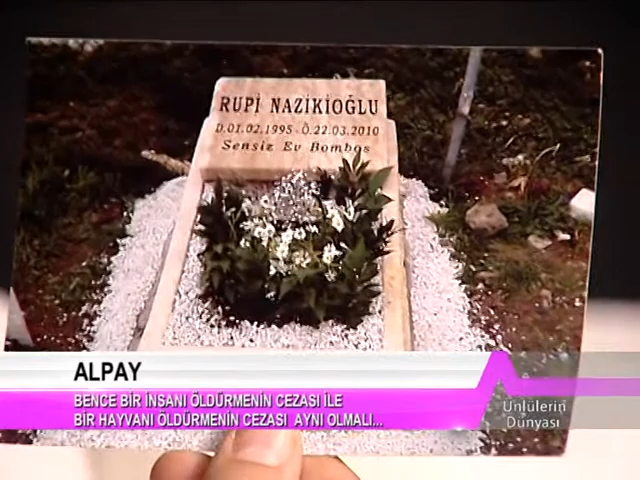 RUPİ NAZİKİOĞLU
D.01.02.1995 Ö.22.03.2010
Sensiz Ev Bomboş
ALPAY
BENCE BİR İNSANI ÖLDÜRMENİN CEZASI İLE
BİR HAYVANI ÖLDÜRMENİN CEZASI AYNI OLMALI...
Ünlülerin
Dünyası